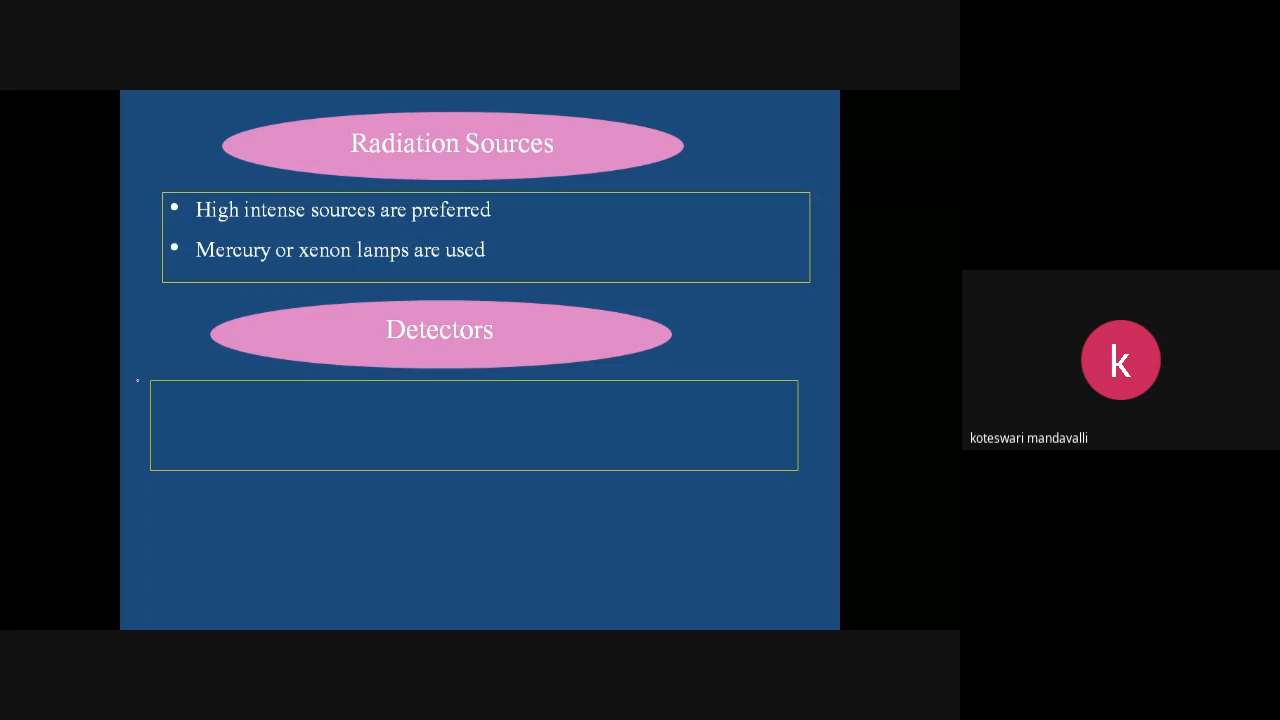 Radiation Sources
• High intense sources are preferred
• Mercury or xenon lamps are used
Detectors
k
koteswari mandavalli